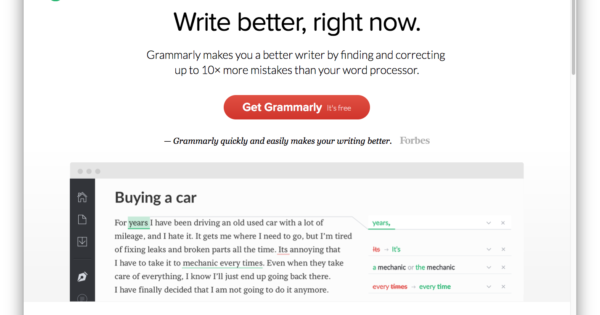 Write better, right now.
Grammarly makes you a better writer by finding and correcting
up to 10× more mistakes than your word processor.
Get Grammarly It's free
— Grammarly quickly and easily makes your writing better. Forbes
Buying a car
For years I have been driving an old used car with a lot of
mileage, and I hate it. It gets me where I need to go, but I'm tired
of fixing leaks and broken parts all the time. Its annoying that
I have to take it to mechanic every times. Even when they take
care of everything, I know I'll just end up going back there.
I have finally decided that I am not going to do it anymore.
years,
its → It's
a mechanic or the mechanic
every times → every time